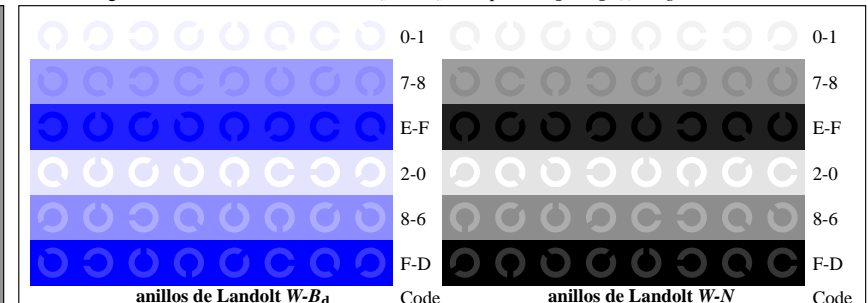 0-1 0-1
7-8 7-8
E-F E-F
2-0 2-0
8-6 8-6
F-D F-D
anillos de Landolt W-Bd Code anillos de Landolt W-N Code